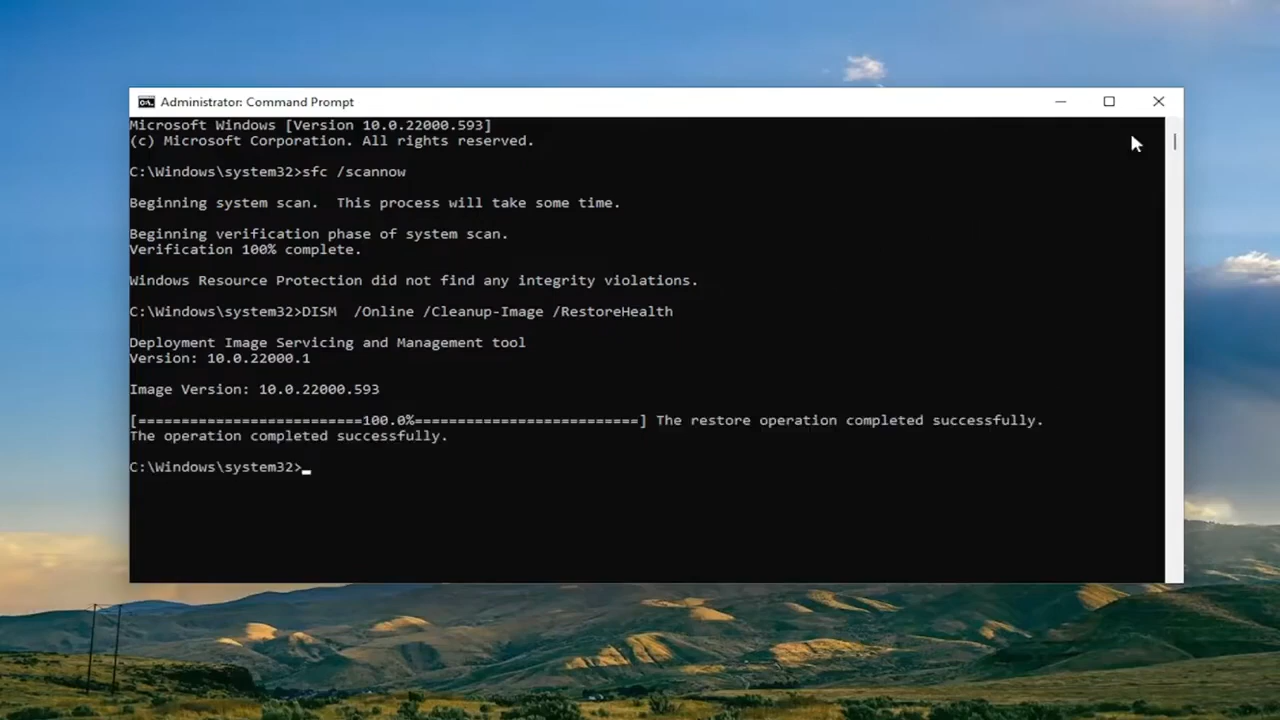 Administrator: Command Prompt
Microsoft Windows [Version 10.0.22000.593]
(c) Microsoft Corporation. All rights reserved.
C:\Windows\system32>sfc /scannow
Beginning system scan.  This process will take some time.
Beginning verification phase of system scan.
Verification 100% complete.
Windows Resource Protection did not find any integrity violations.
C:\Windows\system32>DISM  /Online /Cleanup-Image /RestoreHealth
Deployment Image Servicing and Management tool
Version: 10.0.22000.1
Image Version: 10.0.22000.593
[==========================100.0%==========================] The restore operation completed successfully.
The operation completed successfully.
C:\Windows\system32>